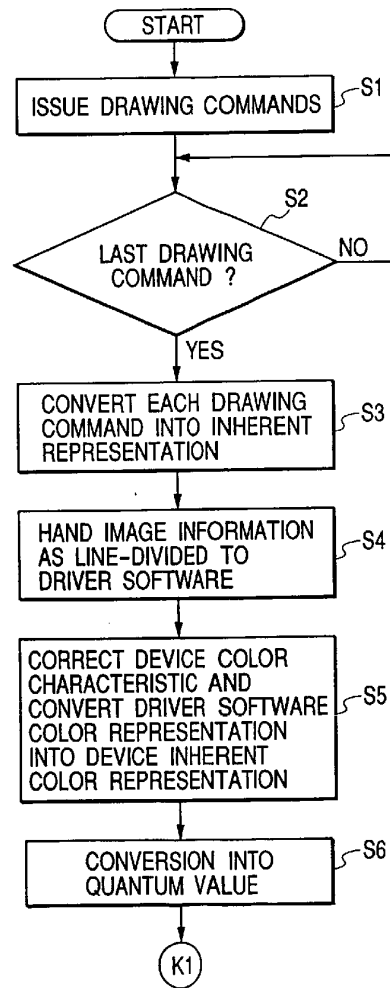 START
ISSUE DRAWING COMMANDS
S1
S2
LAST DRAWING
COMMAND ?
NO
YES
CONVERT EACH DRAWING
COMMAND INTO INHERENT
REPRESENTATION
S3
HAND IMAGE INFORMATION
AS LINE-DIVIDED TO
DRIVER SOFTWARE
S4
CORRECT DEVICE COLOR
CHARACTERISTIC AND
CONVERT DRIVER SOFTWARE
COLOR REPRESENTATION
INTO DEVICE INHERENT
COLOR REPRESENTATION
S5
CONVERSION INTO
QUANTUM VALUE
S6
K1